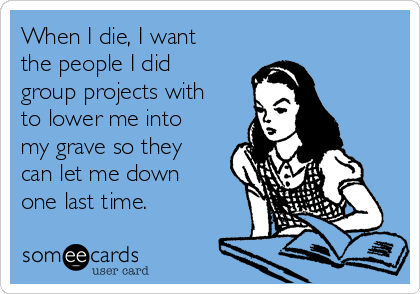 When I die, I want
the people I did
group projects with
to lower me into
my grave so they
can let me down
one last time.
someecards
user card